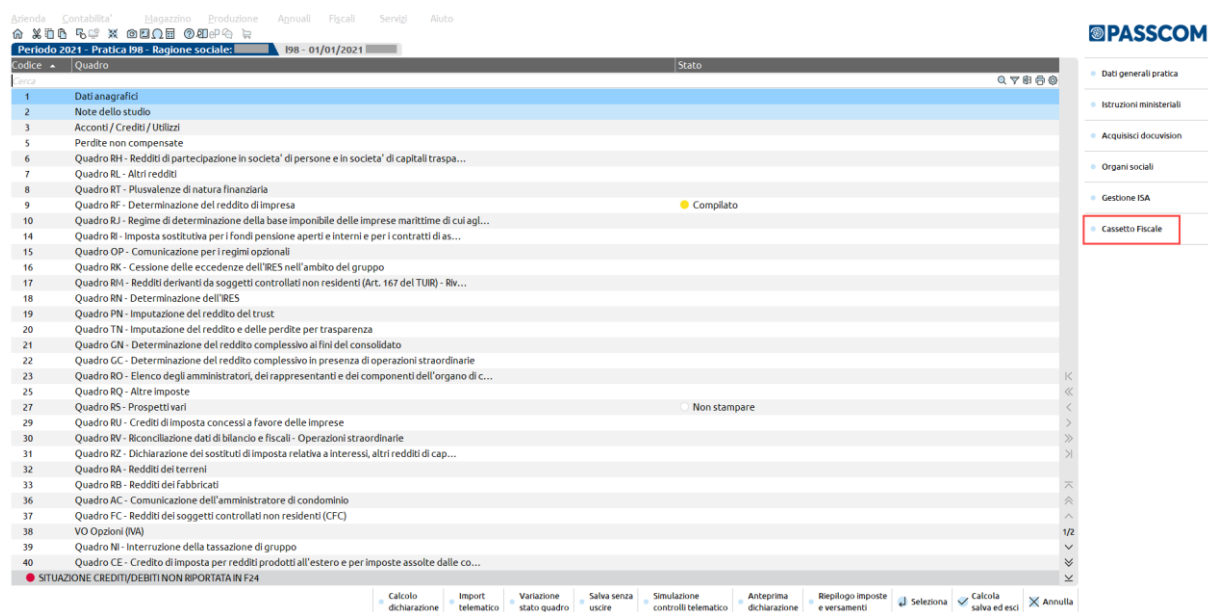 Azienda Contabilita' Magazzino Produzione Annuali Fiscali Servizi Aiuto
PASSCOM
Periodo 2021 - Pratica I98 - Ragione sociale: I98 - 01/01/2021
Codice Quadro Stato
Cerca
1 Dati anagrafici
2 Note dello studio
3 Acconti / Crediti / Utilizzi
5 Perdite non compensate
6 Quadro RH - Redditi di partecipazione in societa' di persone e in societa' di capitali traspa...
7 Quadro RL - Altri redditi
8 Quadro RT - Plusvalenze di natura finanziaria
9 Quadro RF - Determinazione del reddito di impresa Compilato
10 Quadro RJ - Regime di determinazione della base imponibile delle imprese marittime di cui agl...
14 Quadro RI - Imposta sostitutiva per i fondi pensione aperti e interni e per i contratti di as...
15 Quadro OP - Comunicazione per i regimi opzionali
16 Quadro RK - Cessione delle eccedenze dell'IRES nell'ambito del gruppo
17 Quadro RM - Redditi derivanti da soggetti controllati non residenti (Art. 167 del TUIR) - Riv...
18 Quadro RN - Determinazione dell'IRES
19 Quadro PN - Imputazione del reddito del trust
20 Quadro TN - Imputazione del reddito e delle perdite per trasparenza
21 Quadro GN - Determinazione del reddito complessivo ai fini del consolidato
22 Quadro GC - Determinazione del reddito complessivo in presenza di operazioni straordinarie
23 Quadro RO - Elenco degli amministratori, dei rappresentanti e dei componenti dell'organo di c...
25 Quadro RQ - Altre imposte
27 Quadro RS - Prospetti vari Non stampare
29 Quadro RU - Crediti di imposta concessi a favore delle imprese
30 Quadro RV - Riconciliazione dati di bilancio e fiscali - Operazioni straordinarie
31 Quadro RZ - Dichiarazione dei sostituti di imposta relativa a interessi, altri redditi di cap...
32 Quadro RA - Redditi dei terreni
33 Quadro RB - Redditi dei fabbricati
36 Quadro AC - Comunicazione dell'amministratore di condominio
37 Quadro FC - Redditi dei soggetti controllati non residenti (CFC)
38 VO Opzioni (IVA)
39 Quadro NI - Interruzione della tassazione di gruppo
40 Quadro CE - Credito di imposta per redditi prodotti all'estero e per imposte assolte dalle co...
1/2
SITUAZIONE CREDITI/DEBITI NON RIPORTATA IN F24
Dati generali pratica
Istruzioni ministeriali
Acquisisci docuvision
Organi sociali
Gestione ISA
Cassetto Fiscale
Calcolo dichiarazione
Import telematico
Variazione stato quadro
Salva senza uscire
Simulazione controlli telematico
Anteprima dichiarazione
Riepilogo imposte e versamenti
Seleziona
Calcola salva ed esci
Annulla